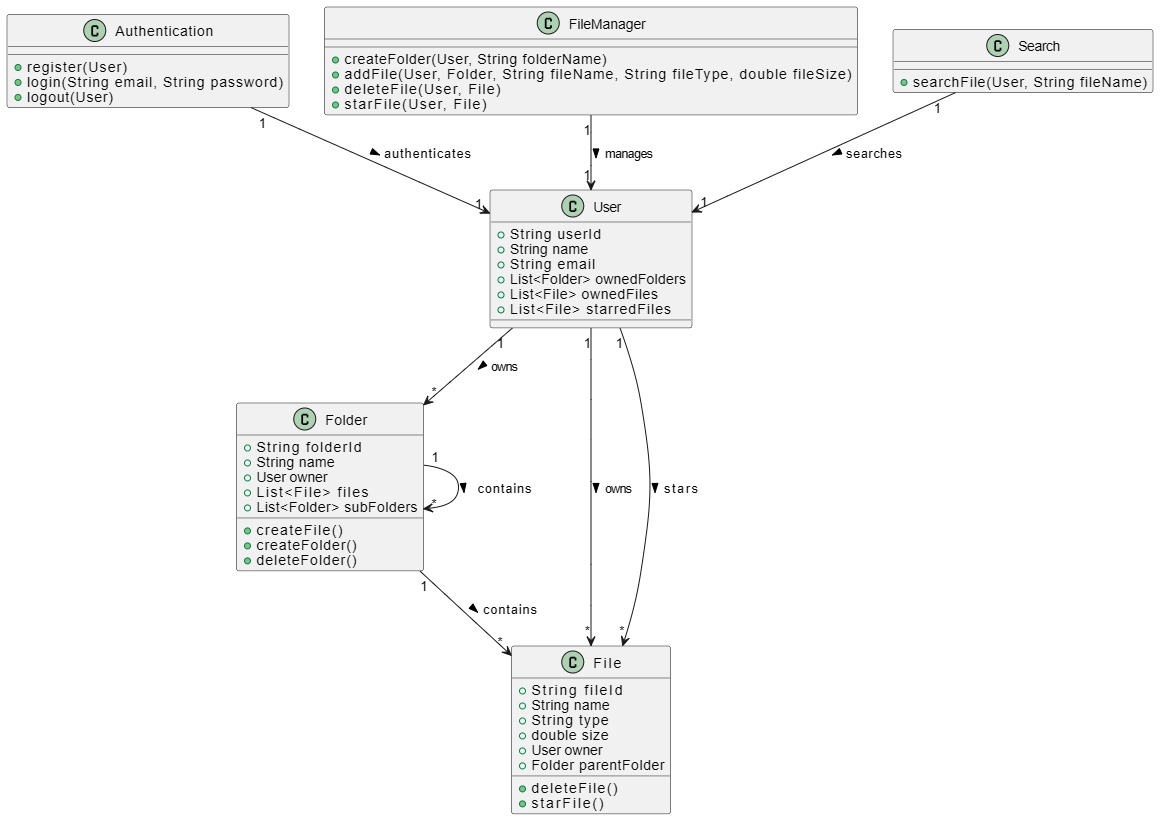 C Authentication
register(User)
login(String email, String password)
logout(User)
C FileManager
createFolder(User, String folderName)
addFile(User, Folder, String fileName, String fileType, double fileSize)
deleteFile(User, File)
starFile(User, File)
C Search
searchFile(User, String fileName)
1
authenticates
1
1
manages
1
1
searches
1
C User
String userId
String name
String email
List<Folder> ownedFolders
List<File> ownedFiles
List<File> starredFiles
1
owns
*
1
owns
*
1
stars
*
C Folder
String folderId
String name
User owner
List<File> files
List<Folder> subFolders
createFile()
createFolder()
deleteFolder()
1
contains
*
1
contains
*
C File
String fileId
String name
String type
double size
User owner
Folder parentFolder
deleteFile()
starFile()